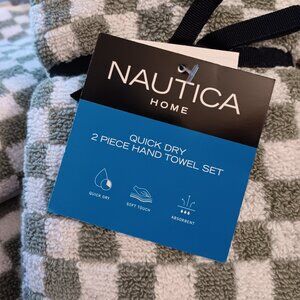 NAUTICA
HOME
QUICK DRY
2 PIECE HAND TOWEL SET
QUICK DRY
SOFT TOUCH
ABSORBENT